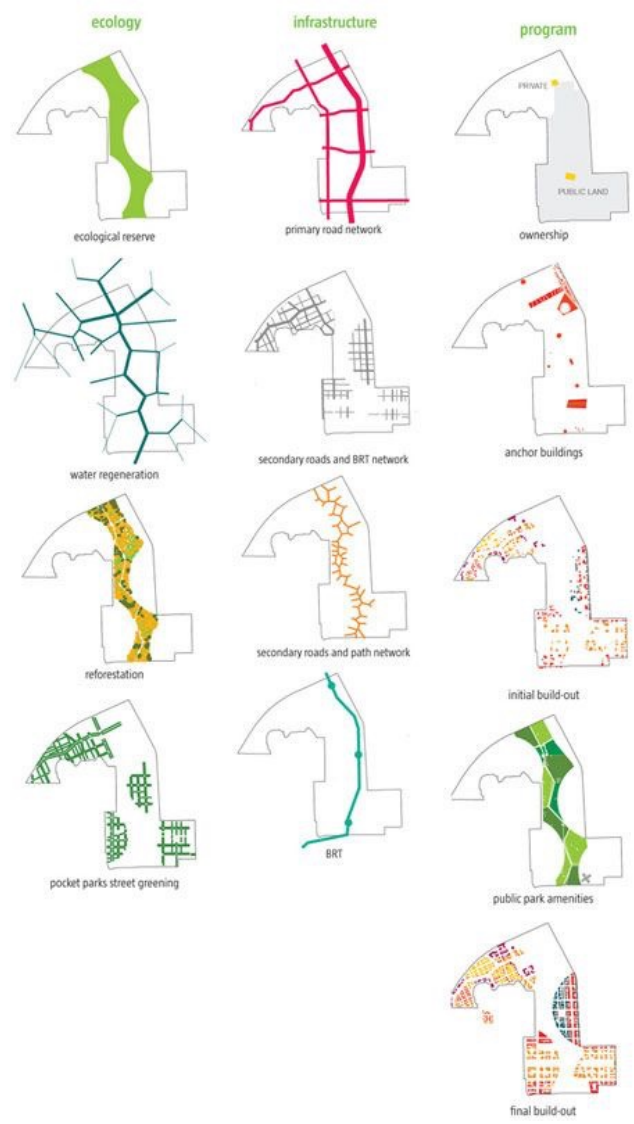 ecology
infrastructure
program
PRIVATE
PUBLIC LAND
ecological reserve
primary road network
ownership
water regeneration
secondary roads and BRT network
anchor buildings
reforestation
secondary roads and path network
initial build-out
pocket parks street greening
BRT
public park amenities
final build-out